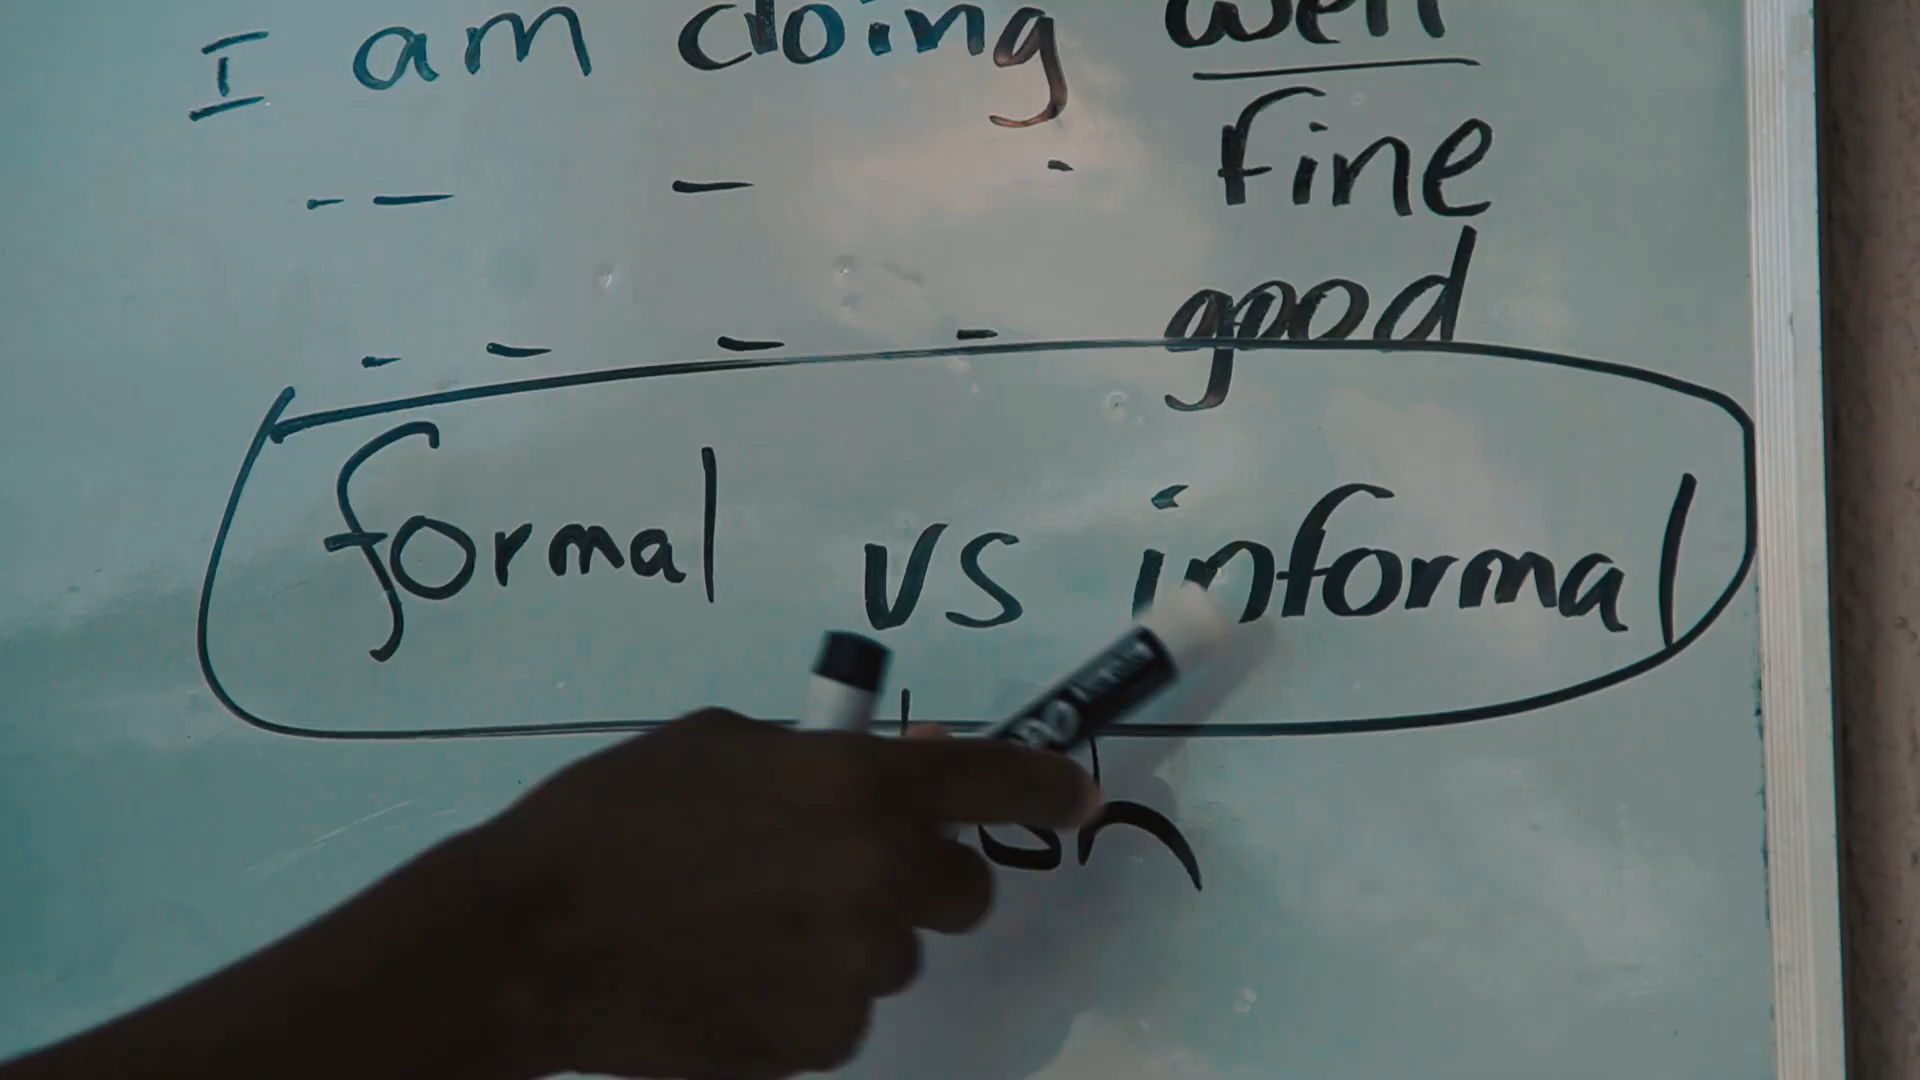 I am doing well
-- - - fine
- - - - good
formal vs informal